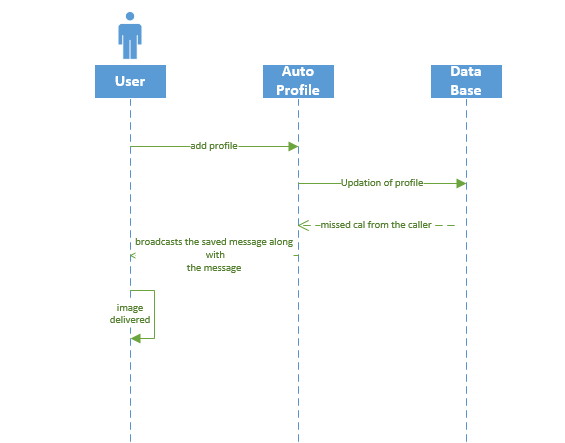 User
Auto
Profile
Data
Base
add profile
Updation of profile
missed cal from the caller
broadcasts the saved message along
with
the message
image
delivered